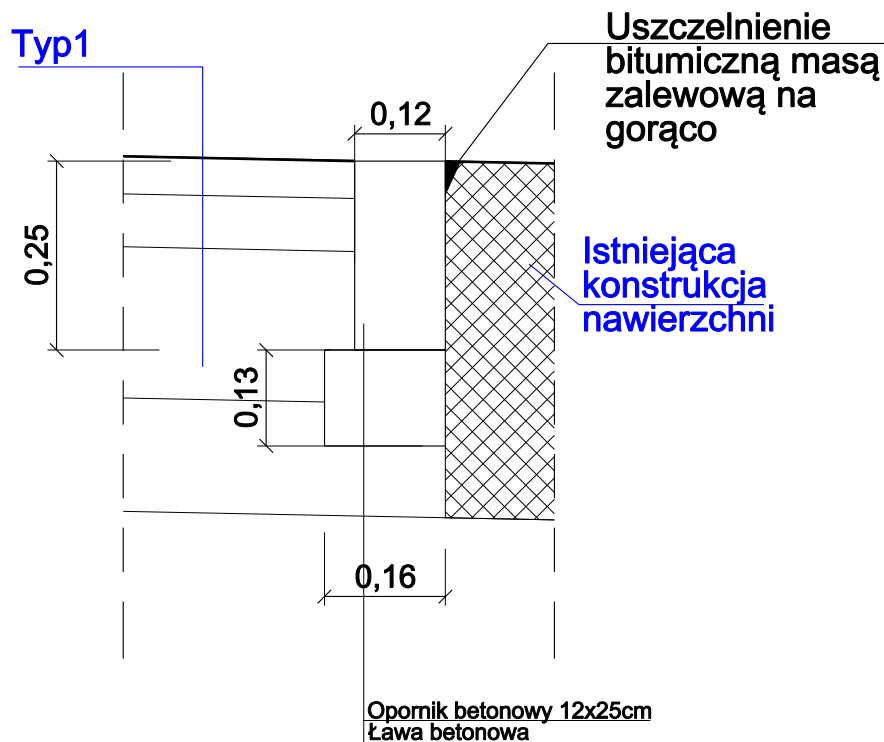 Typ1
Uszczelnienie
bitumiczną masą
zalewową na
gorąco
0,12
0,25
Istniejąca
konstrukcja
nawierzchni
0,13
0,16
Opornik betonowy 12x25cm
Ława betonowa